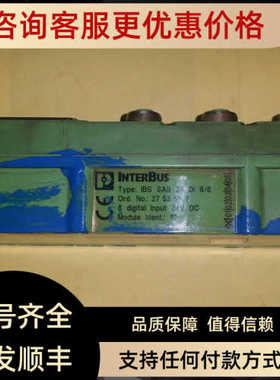 咨询客服更优惠价格
INTERBUS
Type: IBS SAB 24 DI 8/8
Ord. No.: 27
8 digital Input 24V DC
Module Ident.:
号齐全
品质保障 值得信赖
发顺丰
支持任何付款方式